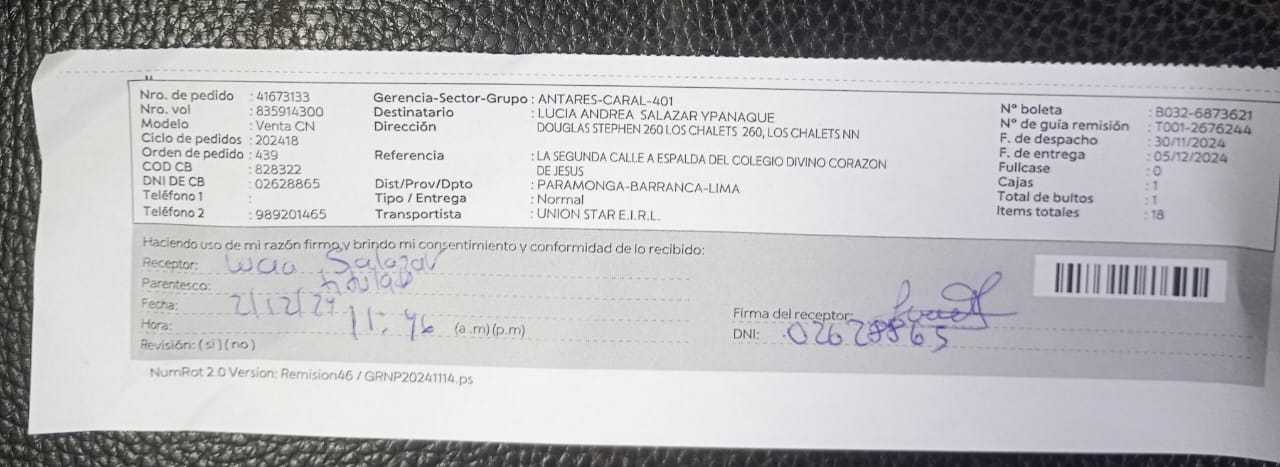 Nro. de pedido : 41673133
Nro. vol : 835914300
Modelo : Venta CN
Ciclo de pedidos : 202418
Orden de pedido : 439
COD CB : 828322
DNI DE CB : 02628865
Teléfono 1 :
Teléfono 2 : 989201465
Gerencia-Sector-Grupo : ANTARES-CARAL-401
Destinatario : LUCIA ANDREA SALAZAR YPANAQUE
Dirección DOUGLAS STEPHEN 260 LOS CHALETS 260, LOS CHALETS NN
Referencia : LA SEGUNDA CALLE A ESPALDA DEL COLEGIO DIVINO CORAZON
DE JESUS
Dist/Prov/Dpto : PARAMONGA-BARRANCA-LIMA
Tipo / Entrega : Normal
Transportista : UNION STAR E.I.R.L.
N° boleta : B032-6873621
N° de guía remisión : T001-2676244
F. de despacho : 30/11/2024
F. de entrega : 05/12/2024
Fullcase : 0
Cajas : 1
Total de bultos : 1
Items totales : 18
Haciendo uso de mi razón firmo y brindo mi consentimiento y conformidad de lo recibido:
Receptor: Lucia Salazar
Parentesco: titular
Fecha: 2/12/24
Hora: 11:46 (a .m)(p.m)
Revisión: (si)(no)
Firma del receptor:
DNI: 02628865
NumRot 2.0 Version: Remision46 / GRNP20241114.ps